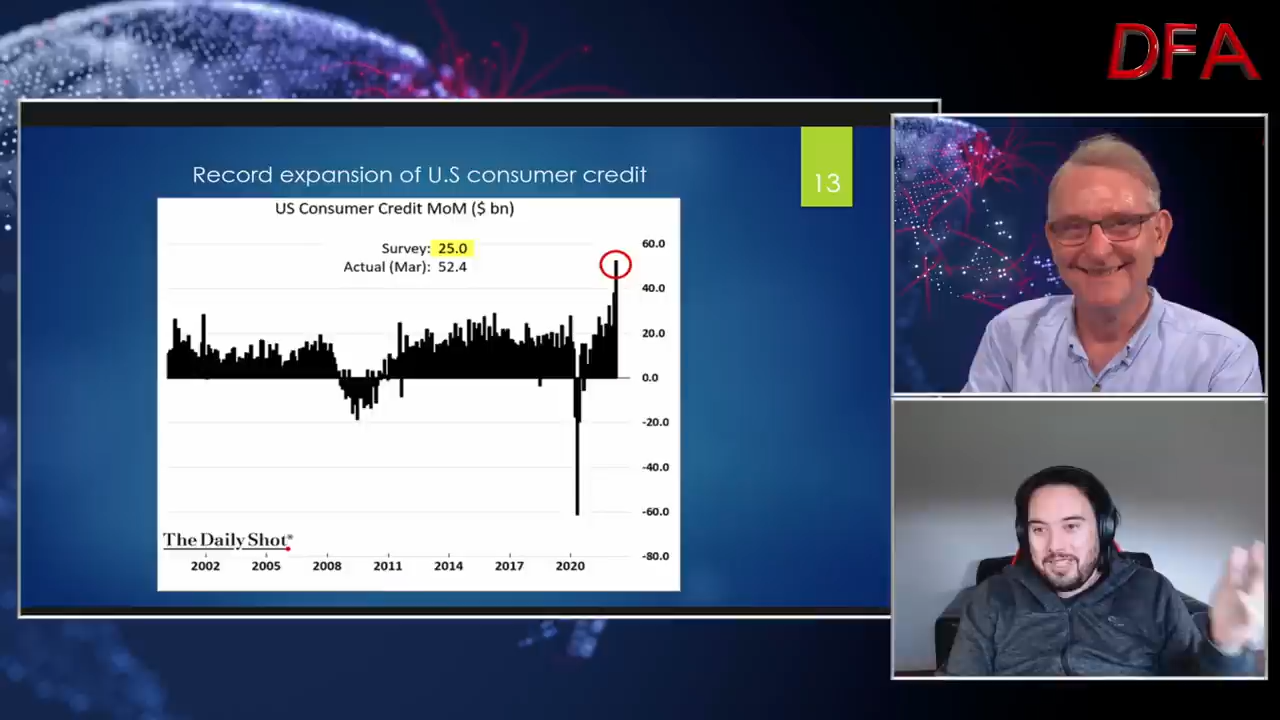 DFA
Record expansion of U.S consumer credit
13
US Consumer Credit MoM ($ bn)
Survey: 25.0
Actual (Mar): 52.4
60.0
40.0
20.0
0.0
-20.0
-40.0
-60.0
-80.0
The Daily Shot®
2002 2005 2008 2011 2014 2017 2020